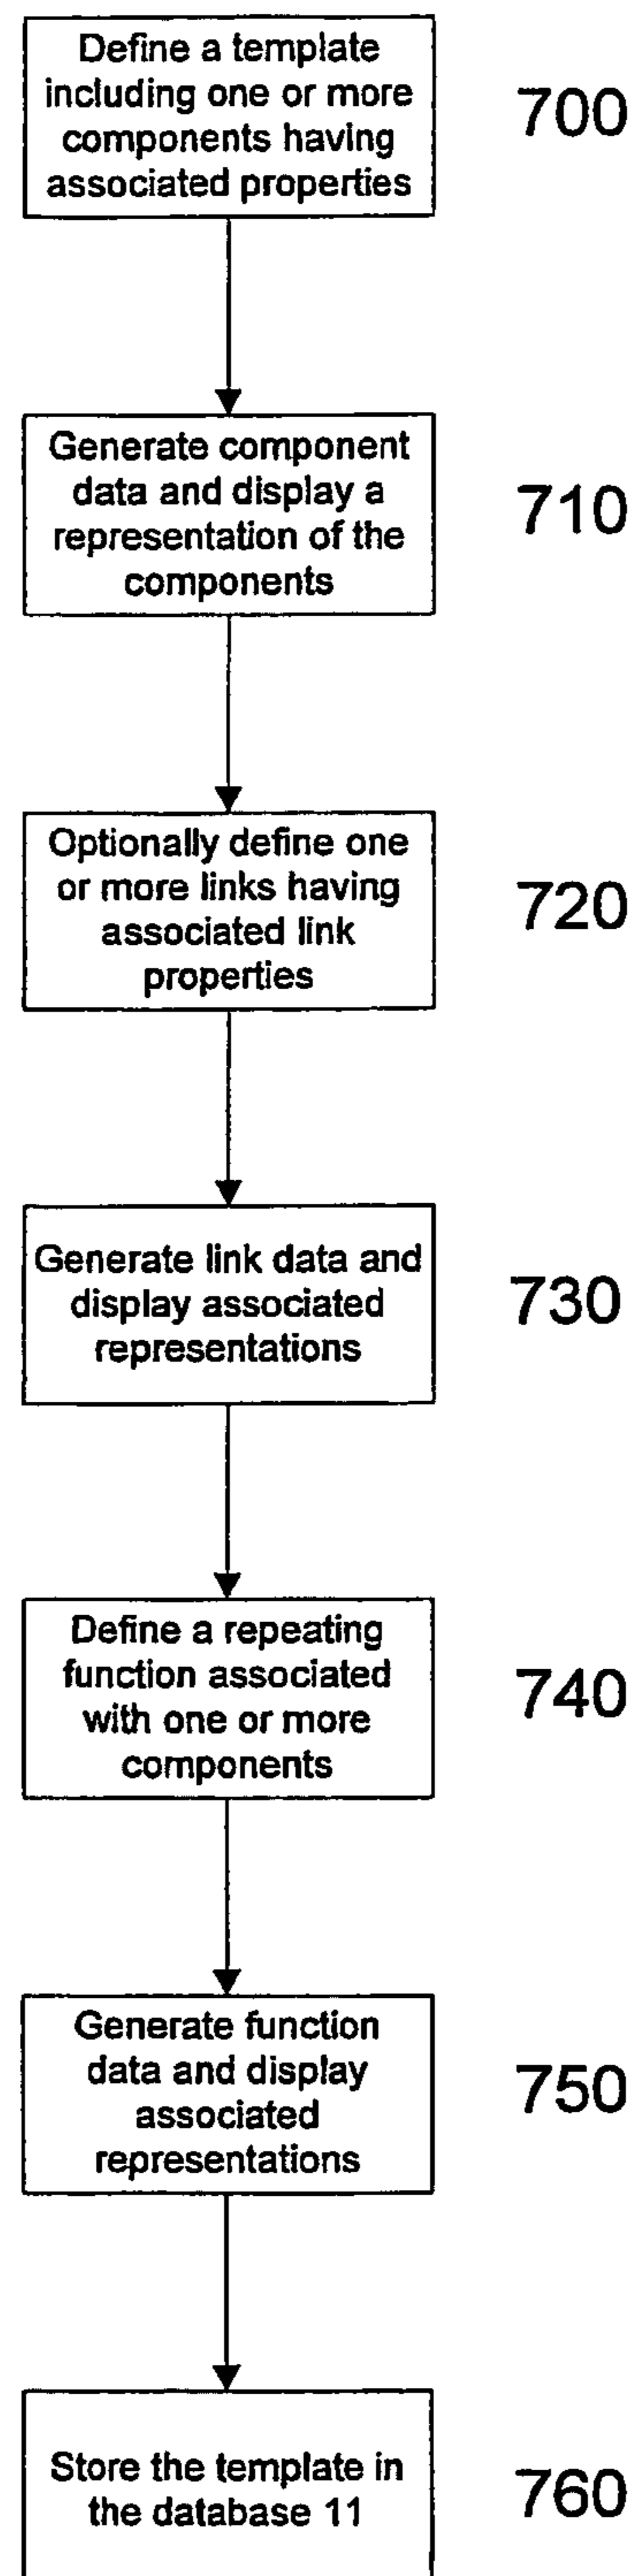 Define a template
including one or more
components having
associated properties
700
Generate component
data and display a
representation of the
components
710
Optionally define one
or more links having
associated link
properties
720
Generate link data and
display associated
representations
730
Define a repeating
function associated
with one or more
components
740
Generate function
data and display
associated
representations
750
Store the template in
the database 11
760